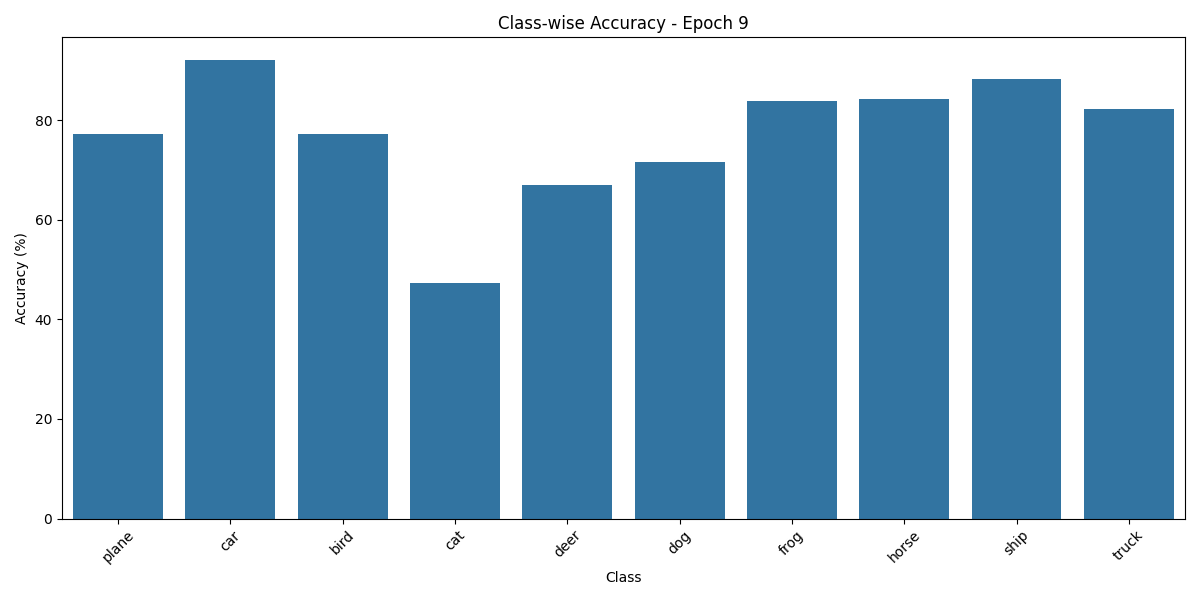 Class-wise Accuracy - Epoch 9
Accuracy (%)
80
60
40
20
0
plane
car
bird
cat
deer
dog
frog
horse
ship
truck
Class